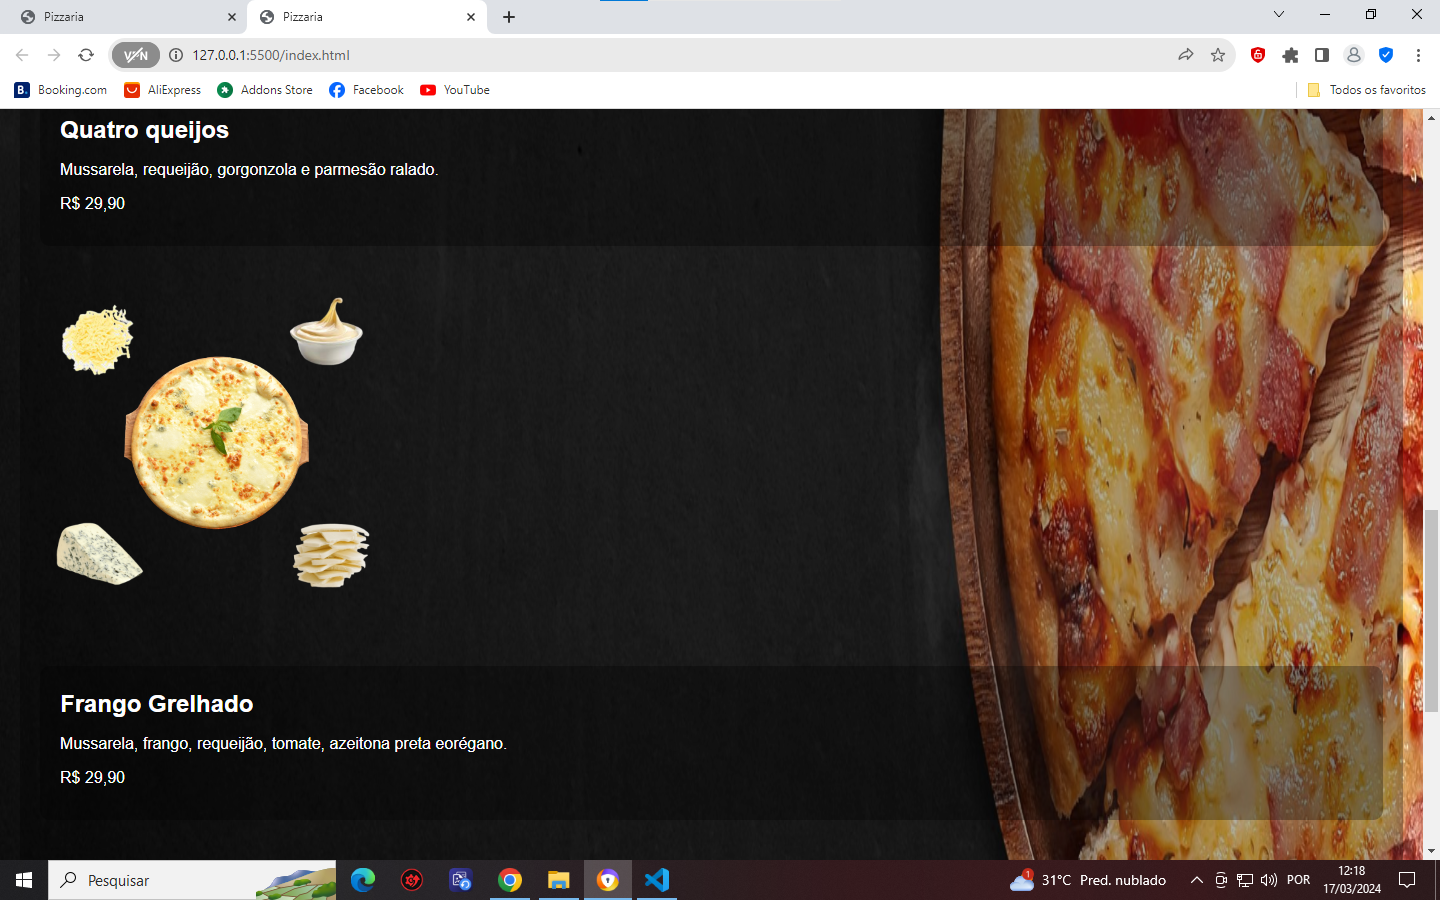 Pizzaria
Pizzaria
VPN
127.0.0.1:5500/index.html
B.
Booking.com
AliExpress
Addons Store
Facebook
YouTube
Todos os favoritos
Quatro queijos
Mussarela, requeijão, gorgonzola e parmesão ralado.
R$ 29,90
Frango Grelhado
Mussarela, frango, requeijão, tomate, azeitona preta eorégano.
R$ 29,90
Pesquisar
1
31°C Pred. nublado
POR
12:18
17/03/2024